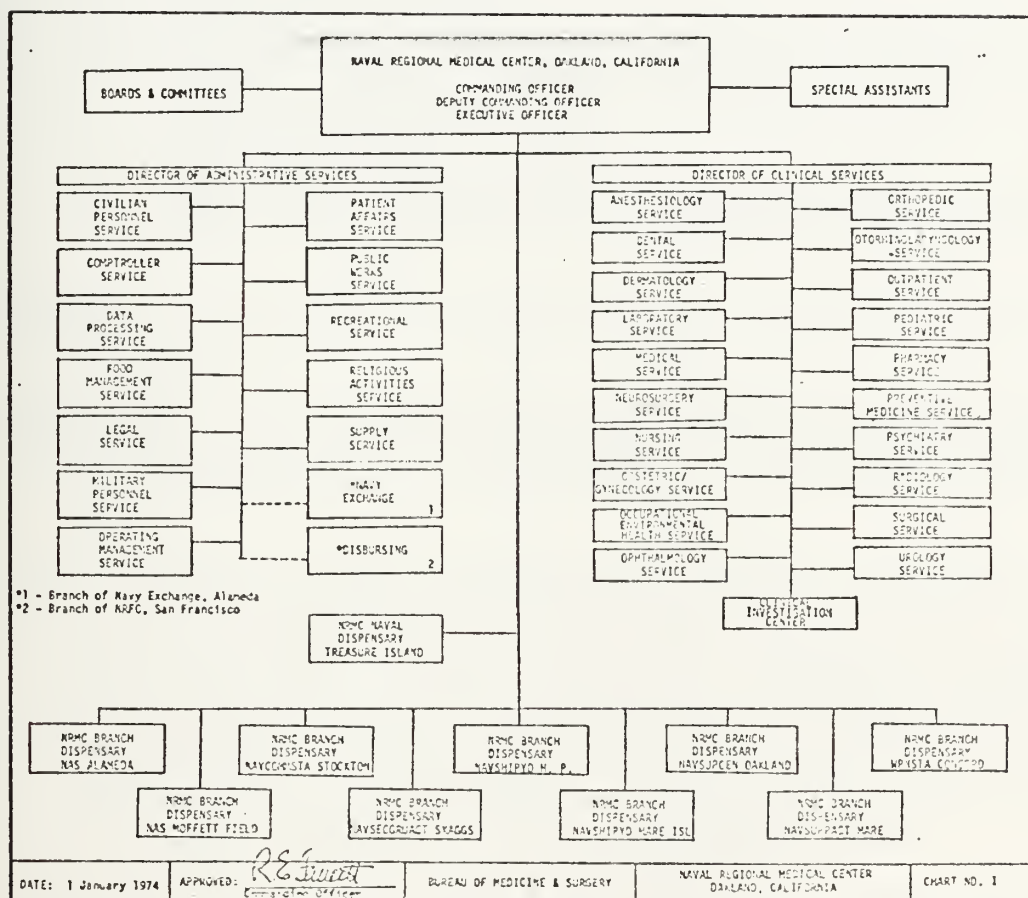 NAVAL REGIONAL MEDICAL CENTER, OAKLAND, CALIFORNIA
COMMANDING OFFICER
DEPUTY COMMANDING OFFICER
EXECUTIVE OFFICER
BOARDS & COMMITTEES
SPECIAL ASSISTANTS
DIRECTOR OF ADMINISTRATIVE SERVICES
CIVILIAN
PERSONNEL
SERVICE
PATIENT
AFFAIRS
SERVICE
COMPTROLLER
SERVICE
PUBLIC
WORKS
SERVICE
DATA
PROCESSING
SERVICE
RECREATIONAL
SERVICE
FOOD
MANAGEMENT
SERVICE
RELIGIOUS
ACTIVITIES
SERVICE
LEGAL
SERVICE
SUPPLY
SERVICE
MILITARY
PERSONNEL
SERVICE
*NAVY
EXCHANGE
1
OPERATING
MANAGEMENT
SERVICE
*DISBURSING
2
*1 - Branch of Navy Exchange, Alameda
*2 - Branch of NRFC, San Francisco
DIRECTOR OF CLINICAL SERVICES
ANESTHESIOLOGY
SERVICE
ORTHOPEDIC
SERVICE
DENTAL
SERVICE
OTORHINOLARYNGOLOGY
SERVICE
DERMATOLOGY
SERVICE
OUTPATIENT
SERVICE
LABORATORY
SERVICE
PEDIATRIC
SERVICE
MEDICAL
SERVICE
PHARMACY
SERVICE
NEUROSURGERY
SERVICE
PREVENTIVE
MEDICINE SERVICE
NURSING
SERVICE
PSYCHIATRY
SERVICE
OBSTETRIC/
GYNECOLOGY SERVICE
RADIOLOGY
SERVICE
OCCUPATIONAL
ENVIRONMENTAL
HEALTH SERVICE
SURGICAL
SERVICE
OPHTHALMOLOGY
SERVICE
UROLOGY
SERVICE
CLINICAL
INVESTIGATION
CENTER
NRMC NAVAL
DISPENSARY
TREASURE ISLAND
NRMC BRANCH
DISPENSARY
NAS ALAMEDA
NRMC BRANCH
DISPENSARY
NAVCOMSTA STOCKTON
NRMC BRANCH
DISPENSARY
NAVSHIPYD H. P.
NRMC BRANCH
DISPENSARY
OAKLAND
NRMC BRANCH
DISPENSARY
WPNSTA CONCORD
NRMC BRANCH
DISPENSARY
NAS MOFFETT FIELD
NRMC BRANCH
DISPENSARY
NAVSECGRUACT SKAGGS
NRMC BRANCH
DISPENSARY
NAVSHIPYD MARE ISL
NRMC BRANCH
DISPENSARY
MARE
DATE: 1 January 1974
APPROVED:
Commanding Officer
BUREAU OF MEDICINE & SURGERY
NAVAL REGIONAL MEDICAL CENTER
OAKLAND, CALIFORNIA
CHART NO. I